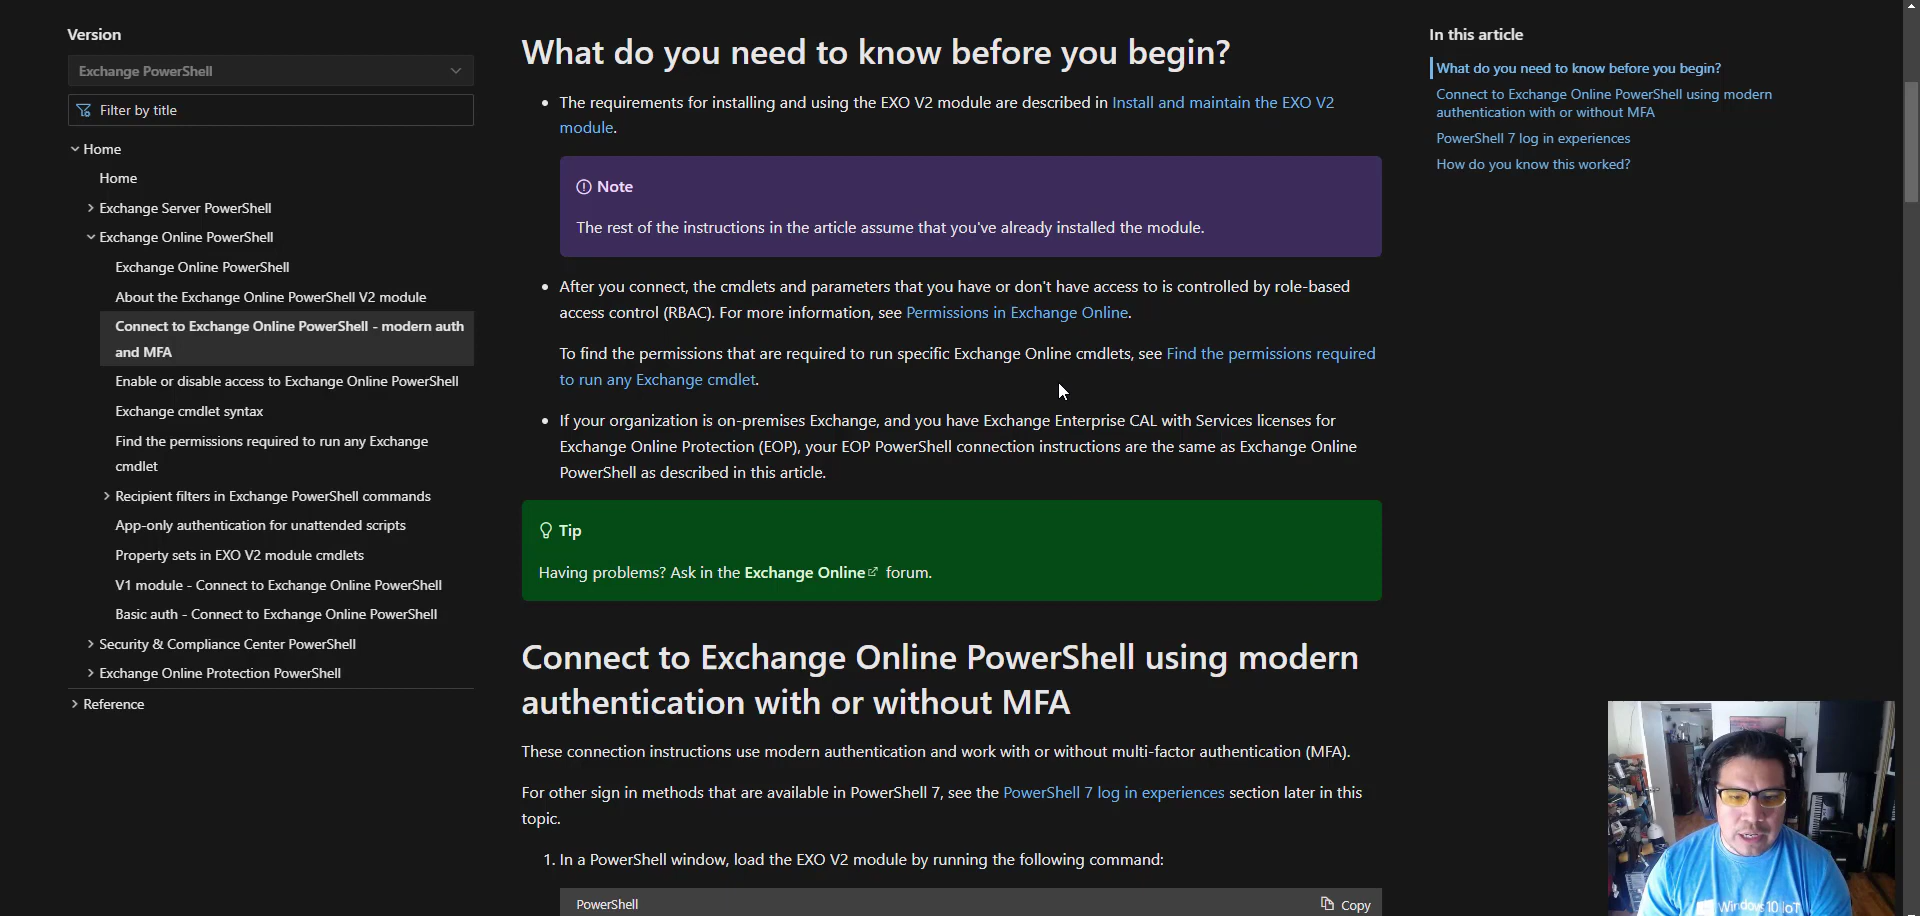 Version
Exchange PowerShell
Filter by title
Home
Home
Exchange Server PowerShell
Exchange Online PowerShell
Exchange Online PowerShell
About the Exchange Online PowerShell V2 module
Connect to Exchange Online PowerShell - modern auth
and MFA
Enable or disable access to Exchange Online PowerShell
Exchange cmdlet syntax
Find the permissions required to run any Exchange
cmdlet
Recipient filters in Exchange PowerShell commands
App-only authentication for unattended scripts
Property sets in EXO V2 module cmdlets
V1 module - Connect to Exchange Online PowerShell
Basic auth - Connect to Exchange Online PowerShell
Security & Compliance Center PowerShell
Exchange Online Protection PowerShell
Reference
What do you need to know before you begin?
• The requirements for installing and using the EXO V2 module are described in Install and maintain the EXO V2
module.
Note
The rest of the instructions in the article assume that you've already installed the module.
• After you connect, the cmdlets and parameters that you have or don't have access to is controlled by role-based
access control (RBAC). For more information, see Permissions in Exchange Online.
To find the permissions that are required to run specific Exchange Online cmdlets, see Find the permissions required
to run any Exchange cmdlet.
• If your organization is on-premises Exchange, and you have Exchange Enterprise CAL with Services licenses for
Exchange Online Protection (EOP), your EOP PowerShell connection instructions are the same as Exchange Online
PowerShell as described in this article.
Tip
Having problems? Ask in the Exchange Online forum.
Connect to Exchange Online PowerShell using modern
authentication with or without MFA
These connection instructions use modern authentication and work with or without multi-factor authentication (MFA).
For other sign in methods that are available in PowerShell 7, see the PowerShell 7 log in experiences section later in this
topic.
1. In a PowerShell window, load the EXO V2 module by running the following command:
PowerShell
Copy
In this article
What do you need to know before you begin?
Connect to Exchange Online PowerShell using modern
authentication with or without MFA
PowerShell 7 log in experiences
How do you know this worked?
Windows 10 IoT